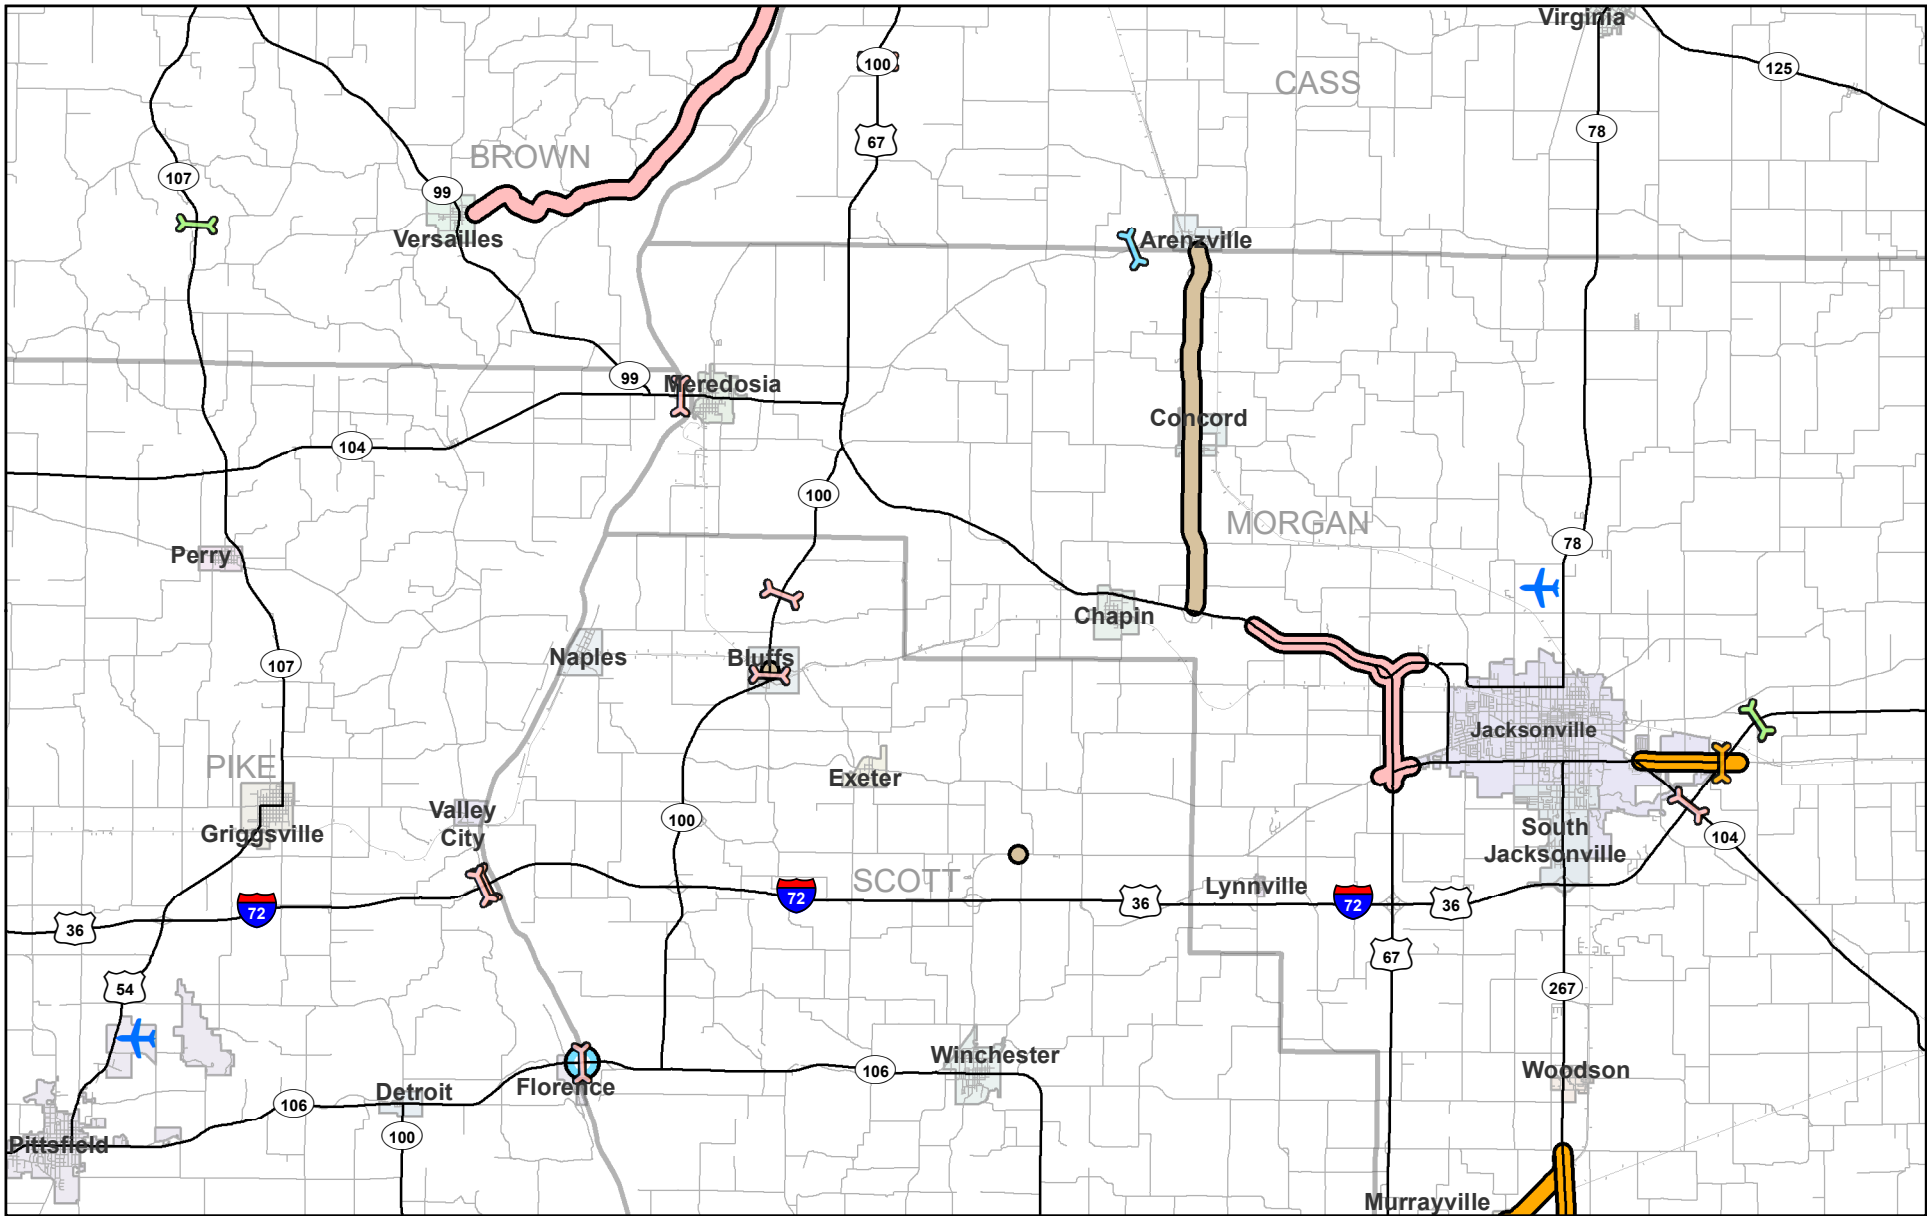 Virginia
100
125
CASS
78
67
BROWN
107
99
Versailles
Arenzville
99
Meredosia
Concord
104
100
MORGAN
78
Perry
Chapin
Naples
Bluffs
107
Jacksonville
PIKE
Exeter
Valley
City
Griggsville
100
South
Jacksonville
104
SCOTT
Lynnville
72
72
36
72
36
36
67
54
267
Winchester
106
Woodson
Florence
Detroit
106
100
Pittsfield
Murrayville